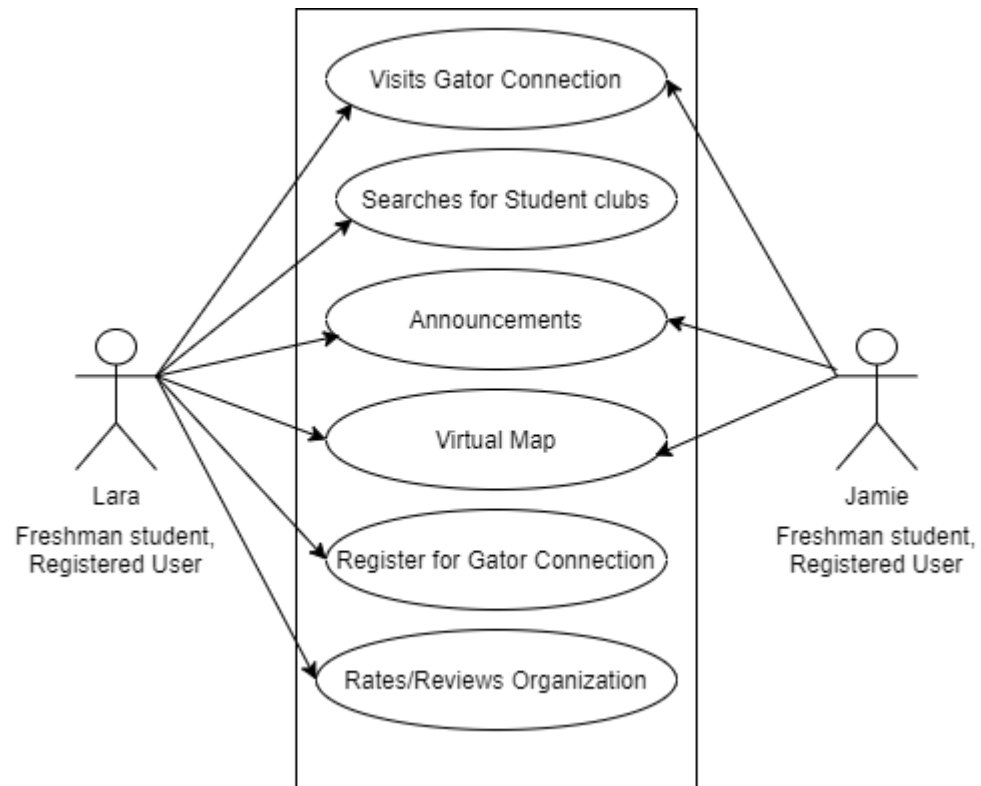 Visits Gator Connection
Searches for Student clubs
Announcements
Virtual Map
Register for Gator Connection
Rates/Reviews Organization
Lara
Freshman student,
Registered User
Jamie
Freshman student,
Registered User